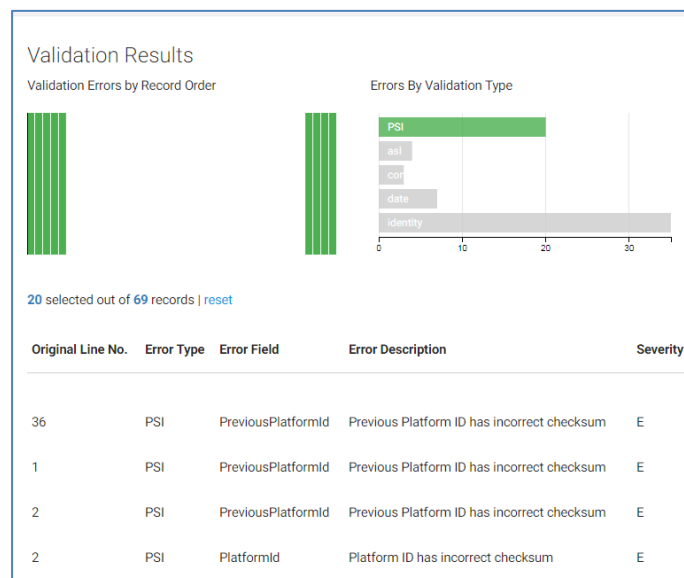 Validation Results
Validation Errors by Record Order
Errors By Validation Type
PSI
asl
cor
date
identity
0 10 20 30
20 selected out of 69 records | reset
Original Line No. Error Type Error Field Error Description Severity
36 PSI PreviousPlatformId Previous Platform ID has incorrect checksum E
1 PSI PreviousPlatformId Previous Platform ID has incorrect checksum E
2 PSI PreviousPlatformId Previous Platform ID has incorrect checksum E
2 PSI PlatformId Platform ID has incorrect checksum E